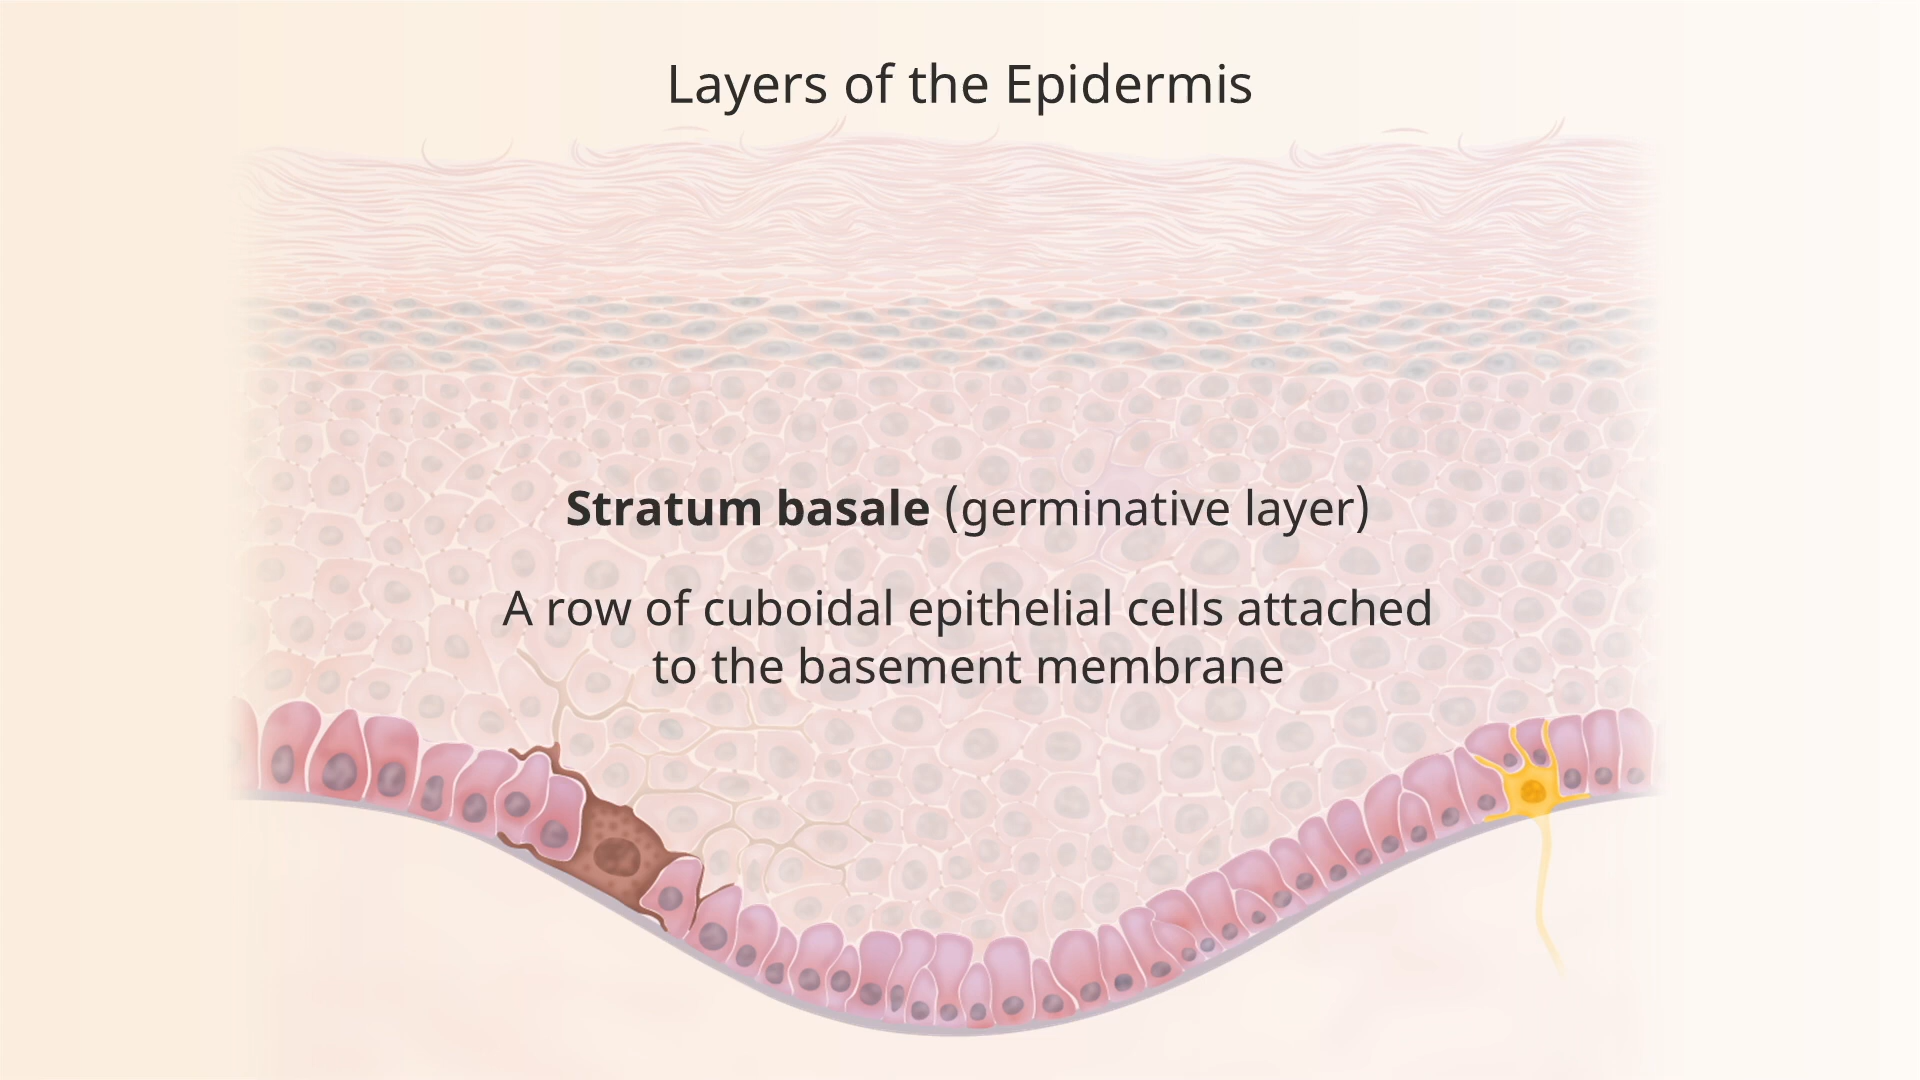 Layers of the Epidermis
Stratum basale (germinative layer)
A row of cuboidal epithelial cells attached
to the basement membrane